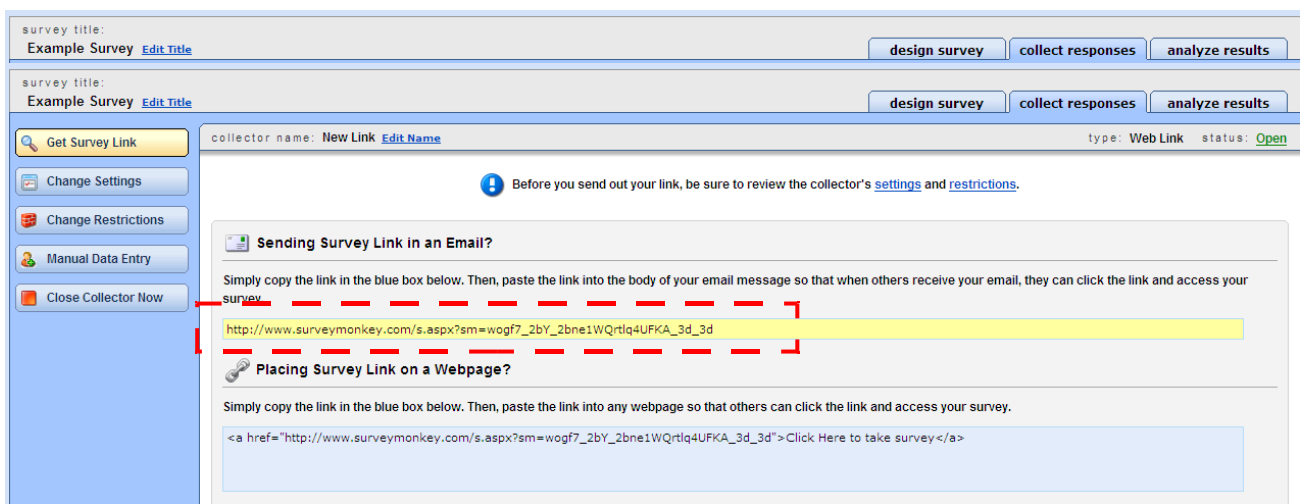 survey title:
Example Survey Edit Title
design survey collect responses analyze results
survey title:
Example Survey Edit Title
design survey collect responses analyze results
Get Survey Link
Change Settings
Change Restrictions
Manual Data Entry
Close Collector Now
collector name: New Link Edit Name
type: Web Link status: Open
Before you send out your link, be sure to review the collector's settings and restrictions.
Sending Survey Link in an Email?
Simply copy the link in the blue box below. Then, paste the link into the body of your email message so that when others receive your email, they can click the link and access your
survey.
http://www.surveymonkey.com/s.aspx?sm=wogf7_2bY_2bne1WQrtlq4UFKA_3d_3d
Placing Survey Link on a Webpage?
Simply copy the link in the blue box below. Then, paste the link into any webpage so that others can click the link and access your survey.
<a href="http://www.surveymonkey.com/s.aspx?sm=wogf7_2bY_2bne1WQrtlq4UFKA_3d_3d">Click Here to take survey</a>